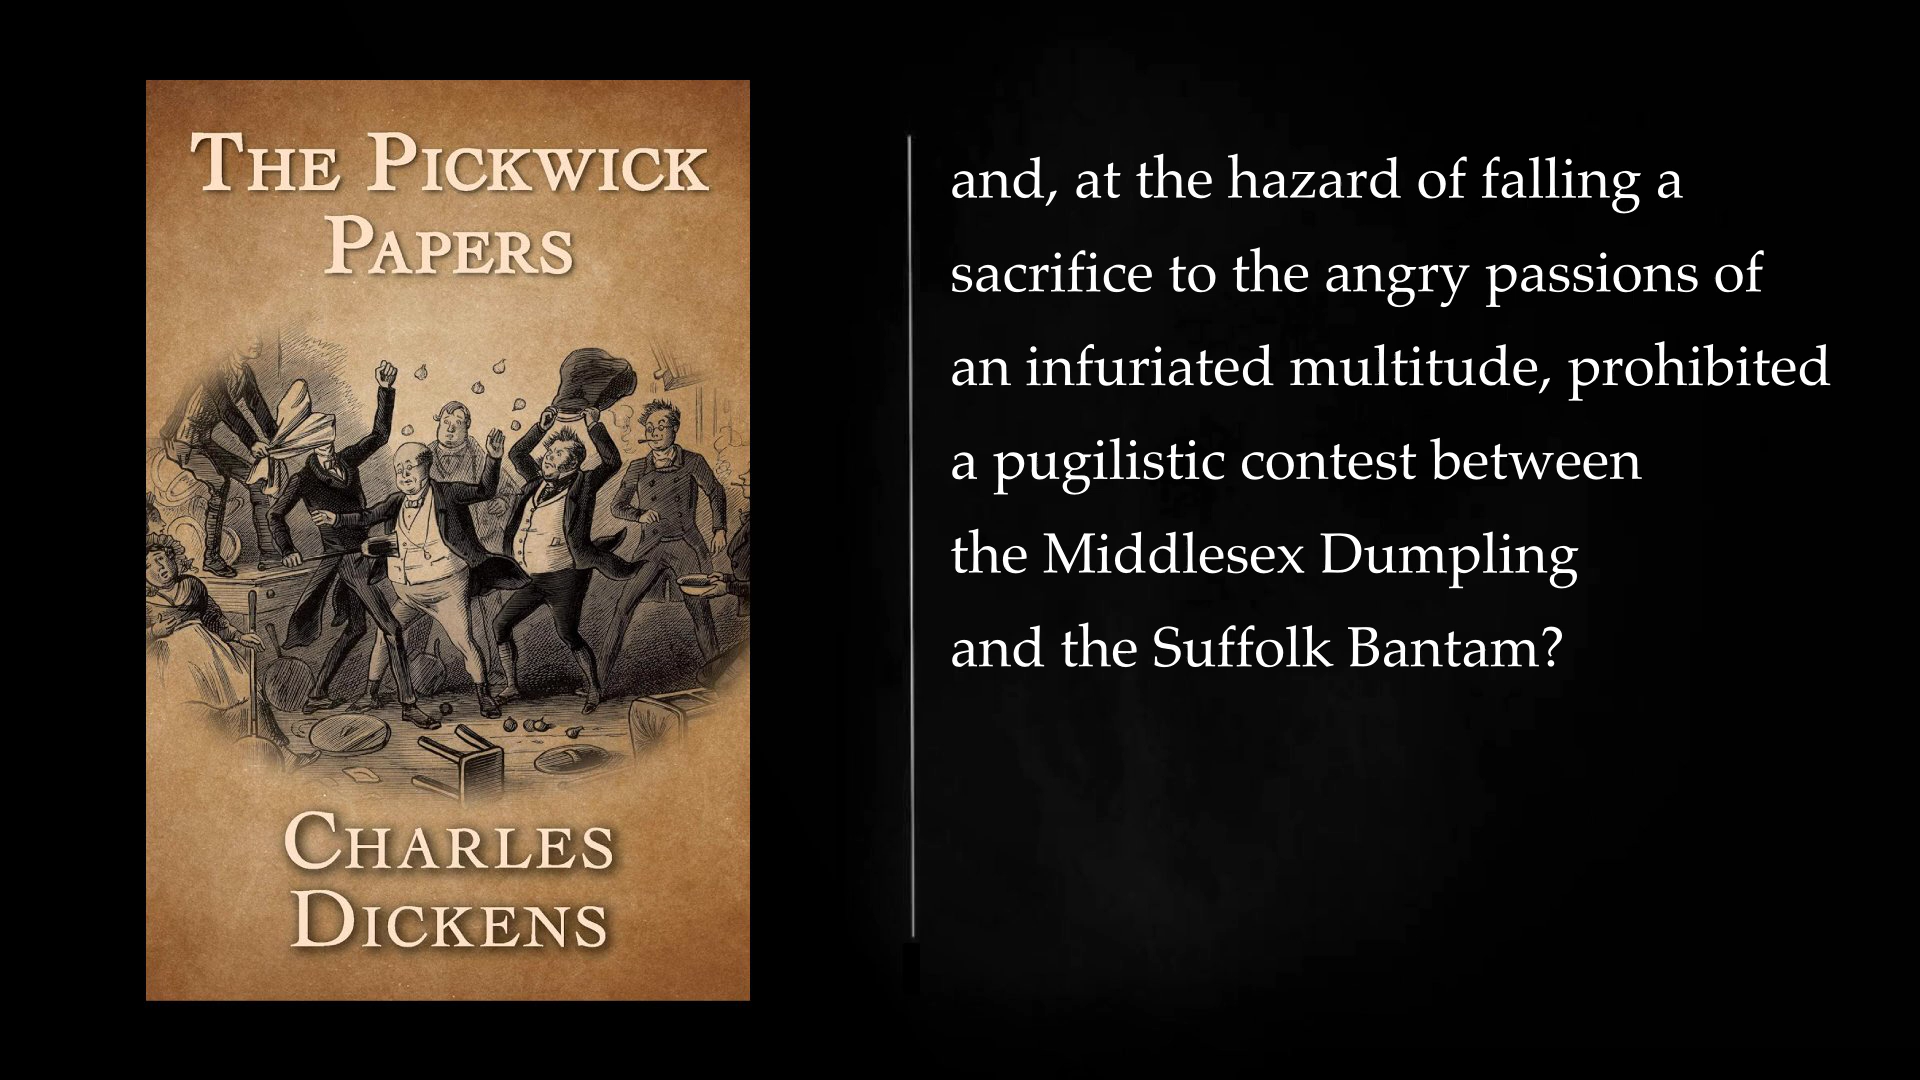 The Pickwick
Papers
Charles
Dickens
and, at the hazard of falling a
sacrifice to the angry passions of
an infuriated multitude, prohibited
a pugilistic contest between
the Middlesex Dumpling
and the Suffolk Bantam?